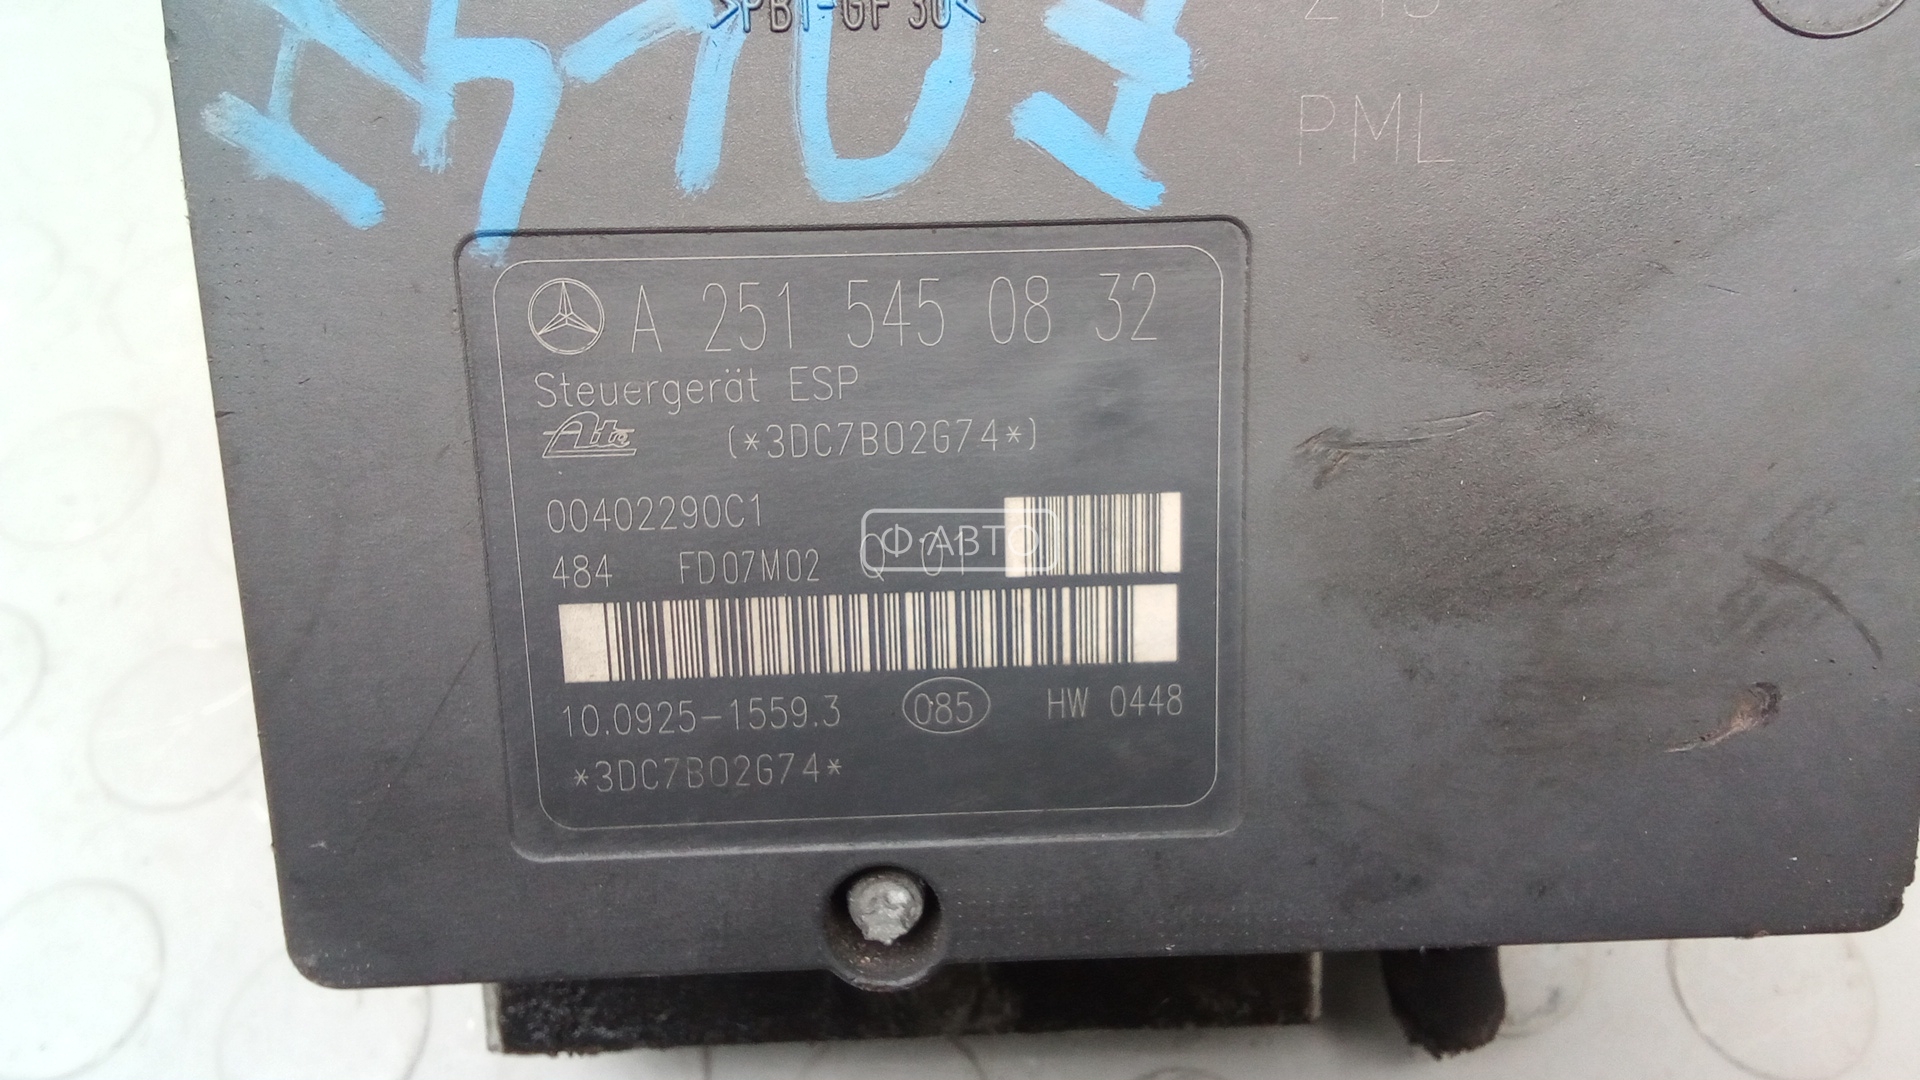 >PBT-GF 30<
PML
A 251 545 08 32
Steuergerät ESP
Ate (*3DC7B02G74*)
00402290C1
484 FD07M02 Q 01
Ф·АВТО
10.0925-1559.3 085 HW 0448
*3DC7B02G74*